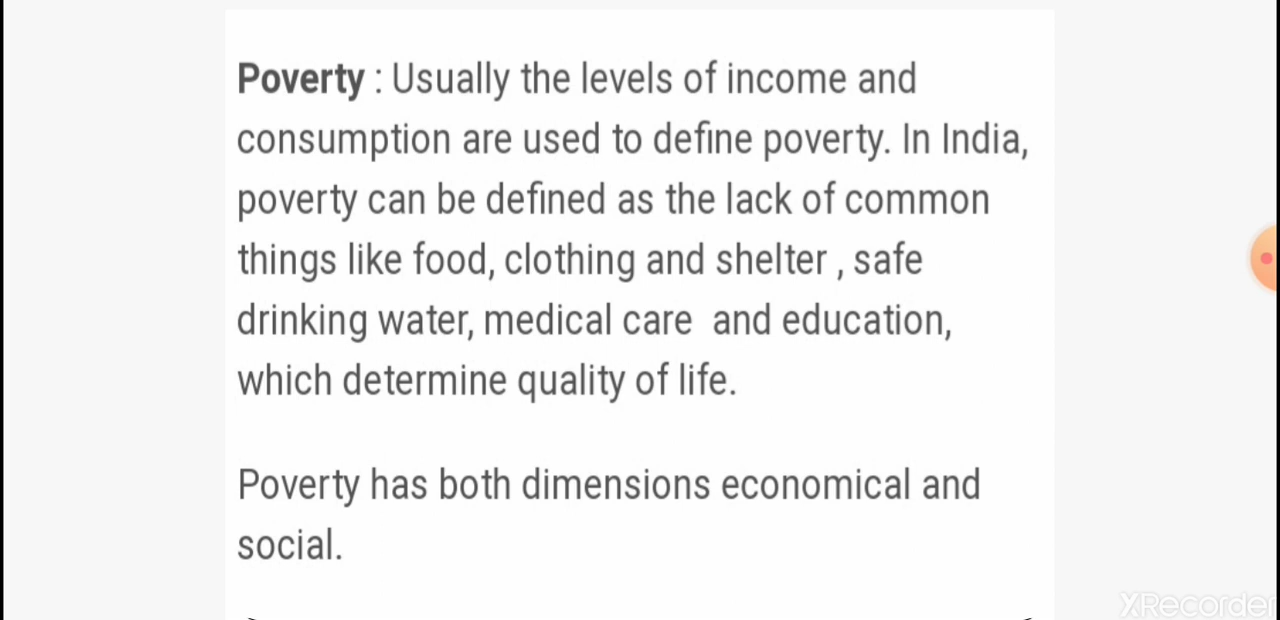 Poverty : Usually the levels of income and
consumption are used to define poverty. In India,
poverty can be defined as the lack of common
things like food, clothing and shelter , safe
drinking water, medical care  and education,
which determine quality of life.
Poverty has both dimensions economical and
social.
XRecorder